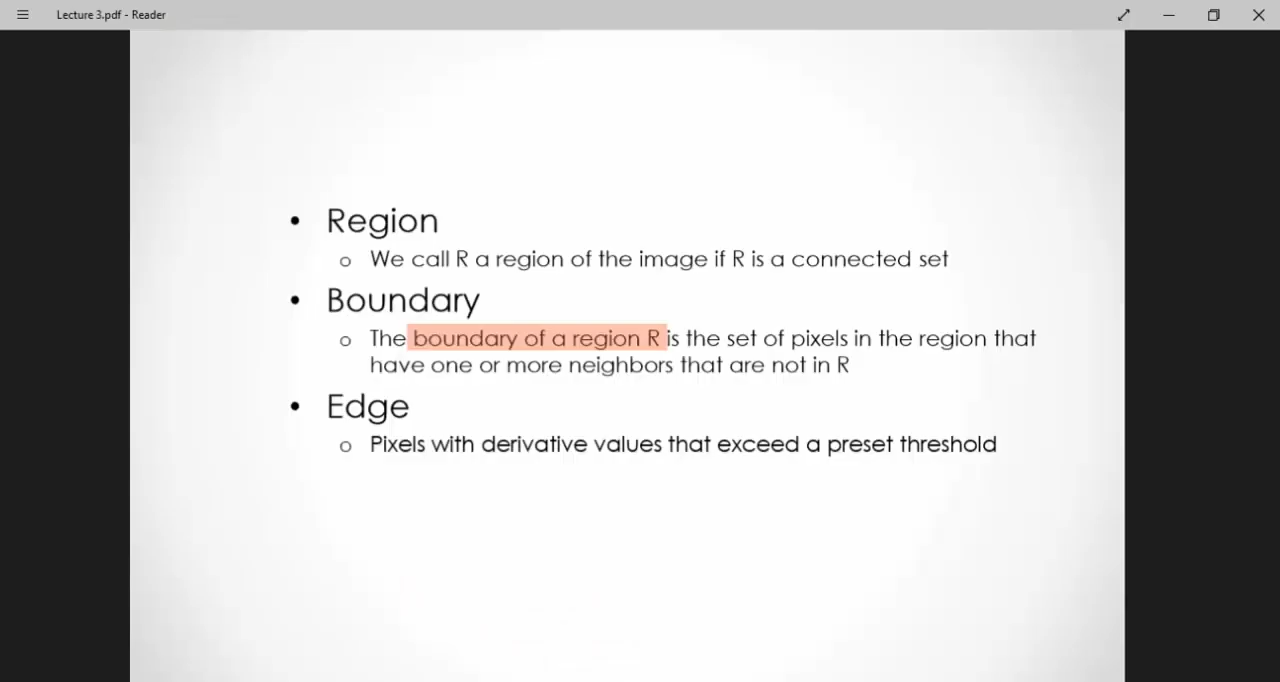 Lecture 3.pdf - Reader
• Region
o We call R a region of the image if R is a connected set
• Boundary
o The boundary of a region R is the set of pixels in the region that
have one or more neighbors that are not in R
• Edge
o Pixels with derivative values that exceed a preset threshold